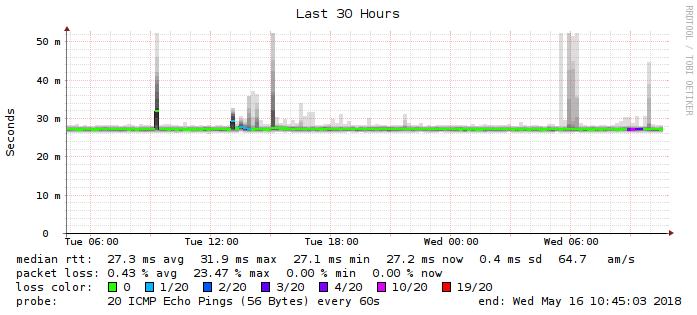 Last 30 Hours
RRDTOOL / TOBI OETIKER
Seconds
50 m
40 m
30 m
20 m
10 m
0
Tue 06:00 Tue 12:00 Tue 18:00 Wed 00:00 Wed 06:00
median rtt: 27.3 ms avg 31.9 ms max 27.1 ms min 27.2 ms now 0.4 ms sd 64.7 am/s
packet loss: 0.43 % avg 23.47 % max 0.00 % min 0.00 % now
loss color: 0 1/20 2/20 3/20 4/20 10/20 19/20
probe: 20 ICMP Echo Pings (56 Bytes) every 60s end: Wed May 16 10:45:03 2018